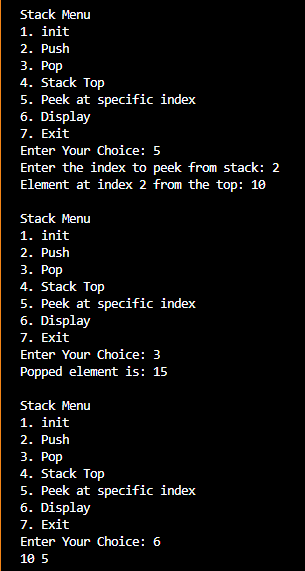 Stack Menu
1. init
2. Push
3. Pop
4. Stack Top
5. Peek at specific index
6. Display
7. Exit
Enter Your Choice: 5
Enter the index to peek from stack: 2
Element at index 2 from the top: 10
Stack Menu
1. init
2. Push
3. Pop
4. Stack Top
5. Peek at specific index
6. Display
7. Exit
Enter Your Choice: 3
Popped element is: 15
Stack Menu
1. init
2. Push
3. Pop
4. Stack Top
5. Peek at specific index
6. Display
7. Exit
Enter Your Choice: 6
10 5